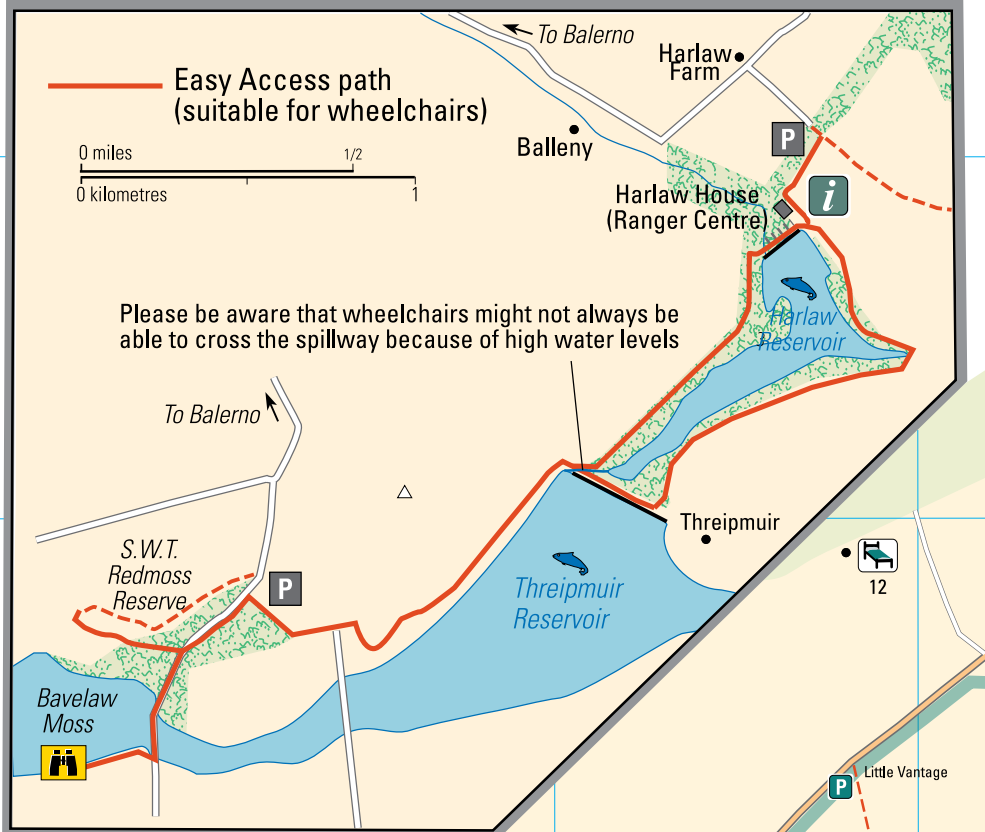 To Balerno
Harlaw
Farm
Easy Access path
(suitable for wheelchairs)
P
Balleny
0 miles
1/2
0 kilometres
1
Harlaw House
(Ranger Centre)
i
Please be aware that wheelchairs might not always be
able to cross the spillway because of high water levels
Harlaw
Reservoir
To Balerno
S.W.T.
Redmoss
Reserve
P
Threipmuir
Threipmuir
Reservoir
12
Bavelaw
Moss
Little Vantage
P